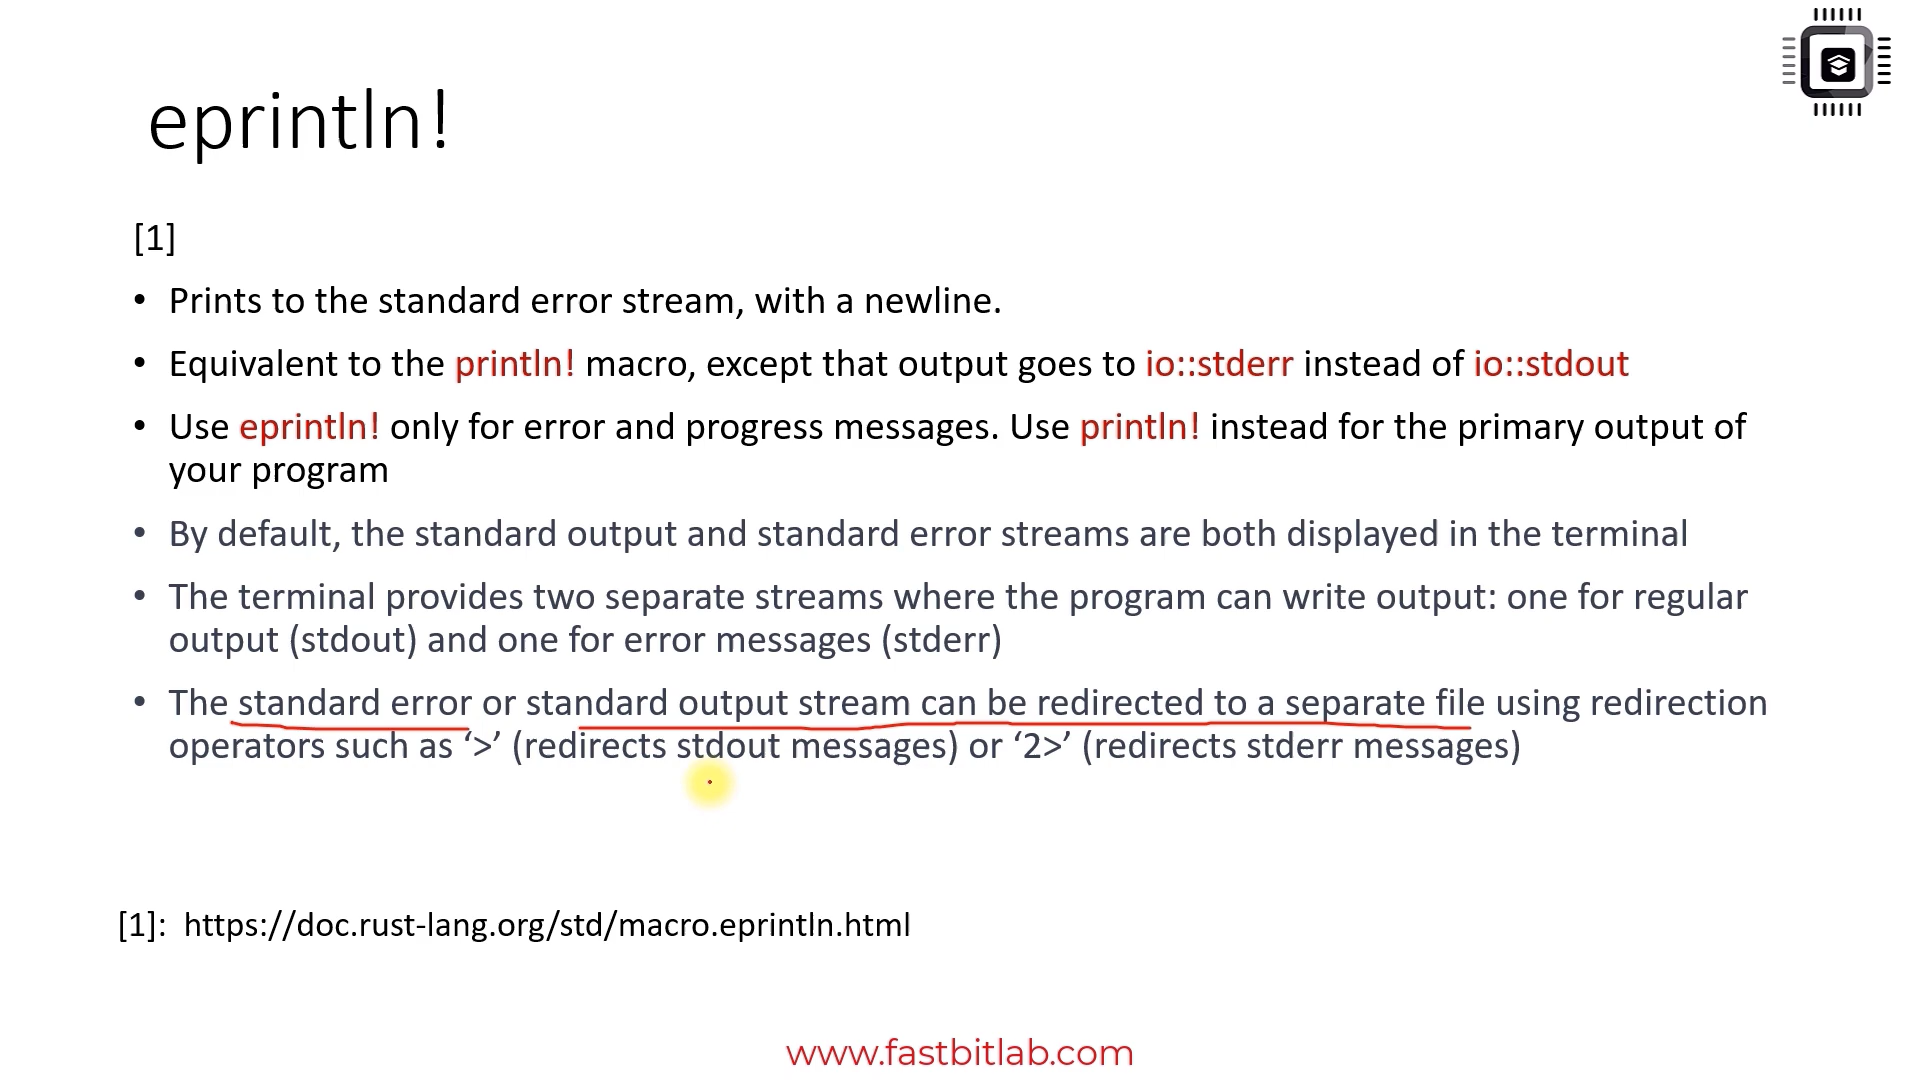 eprintln!
[1]
• Prints to the standard error stream, with a newline.
• Equivalent to the println! macro, except that output goes to io::stderr instead of io::stdout
• Use eprintln! only for error and progress messages. Use println! instead for the primary output of
your program
• By default, the standard output and standard error streams are both displayed in the terminal
• The terminal provides two separate streams where the program can write output: one for regular
output (stdout) and one for error messages (stderr)
• The standard error or standard output stream can be redirected to a separate file using redirection
operators such as ‘>’ (redirects stdout messages) or ‘2>’ (redirects stderr messages)
[1]: https://doc.rust-lang.org/std/macro.eprintln.html
www.fastbitlab.com